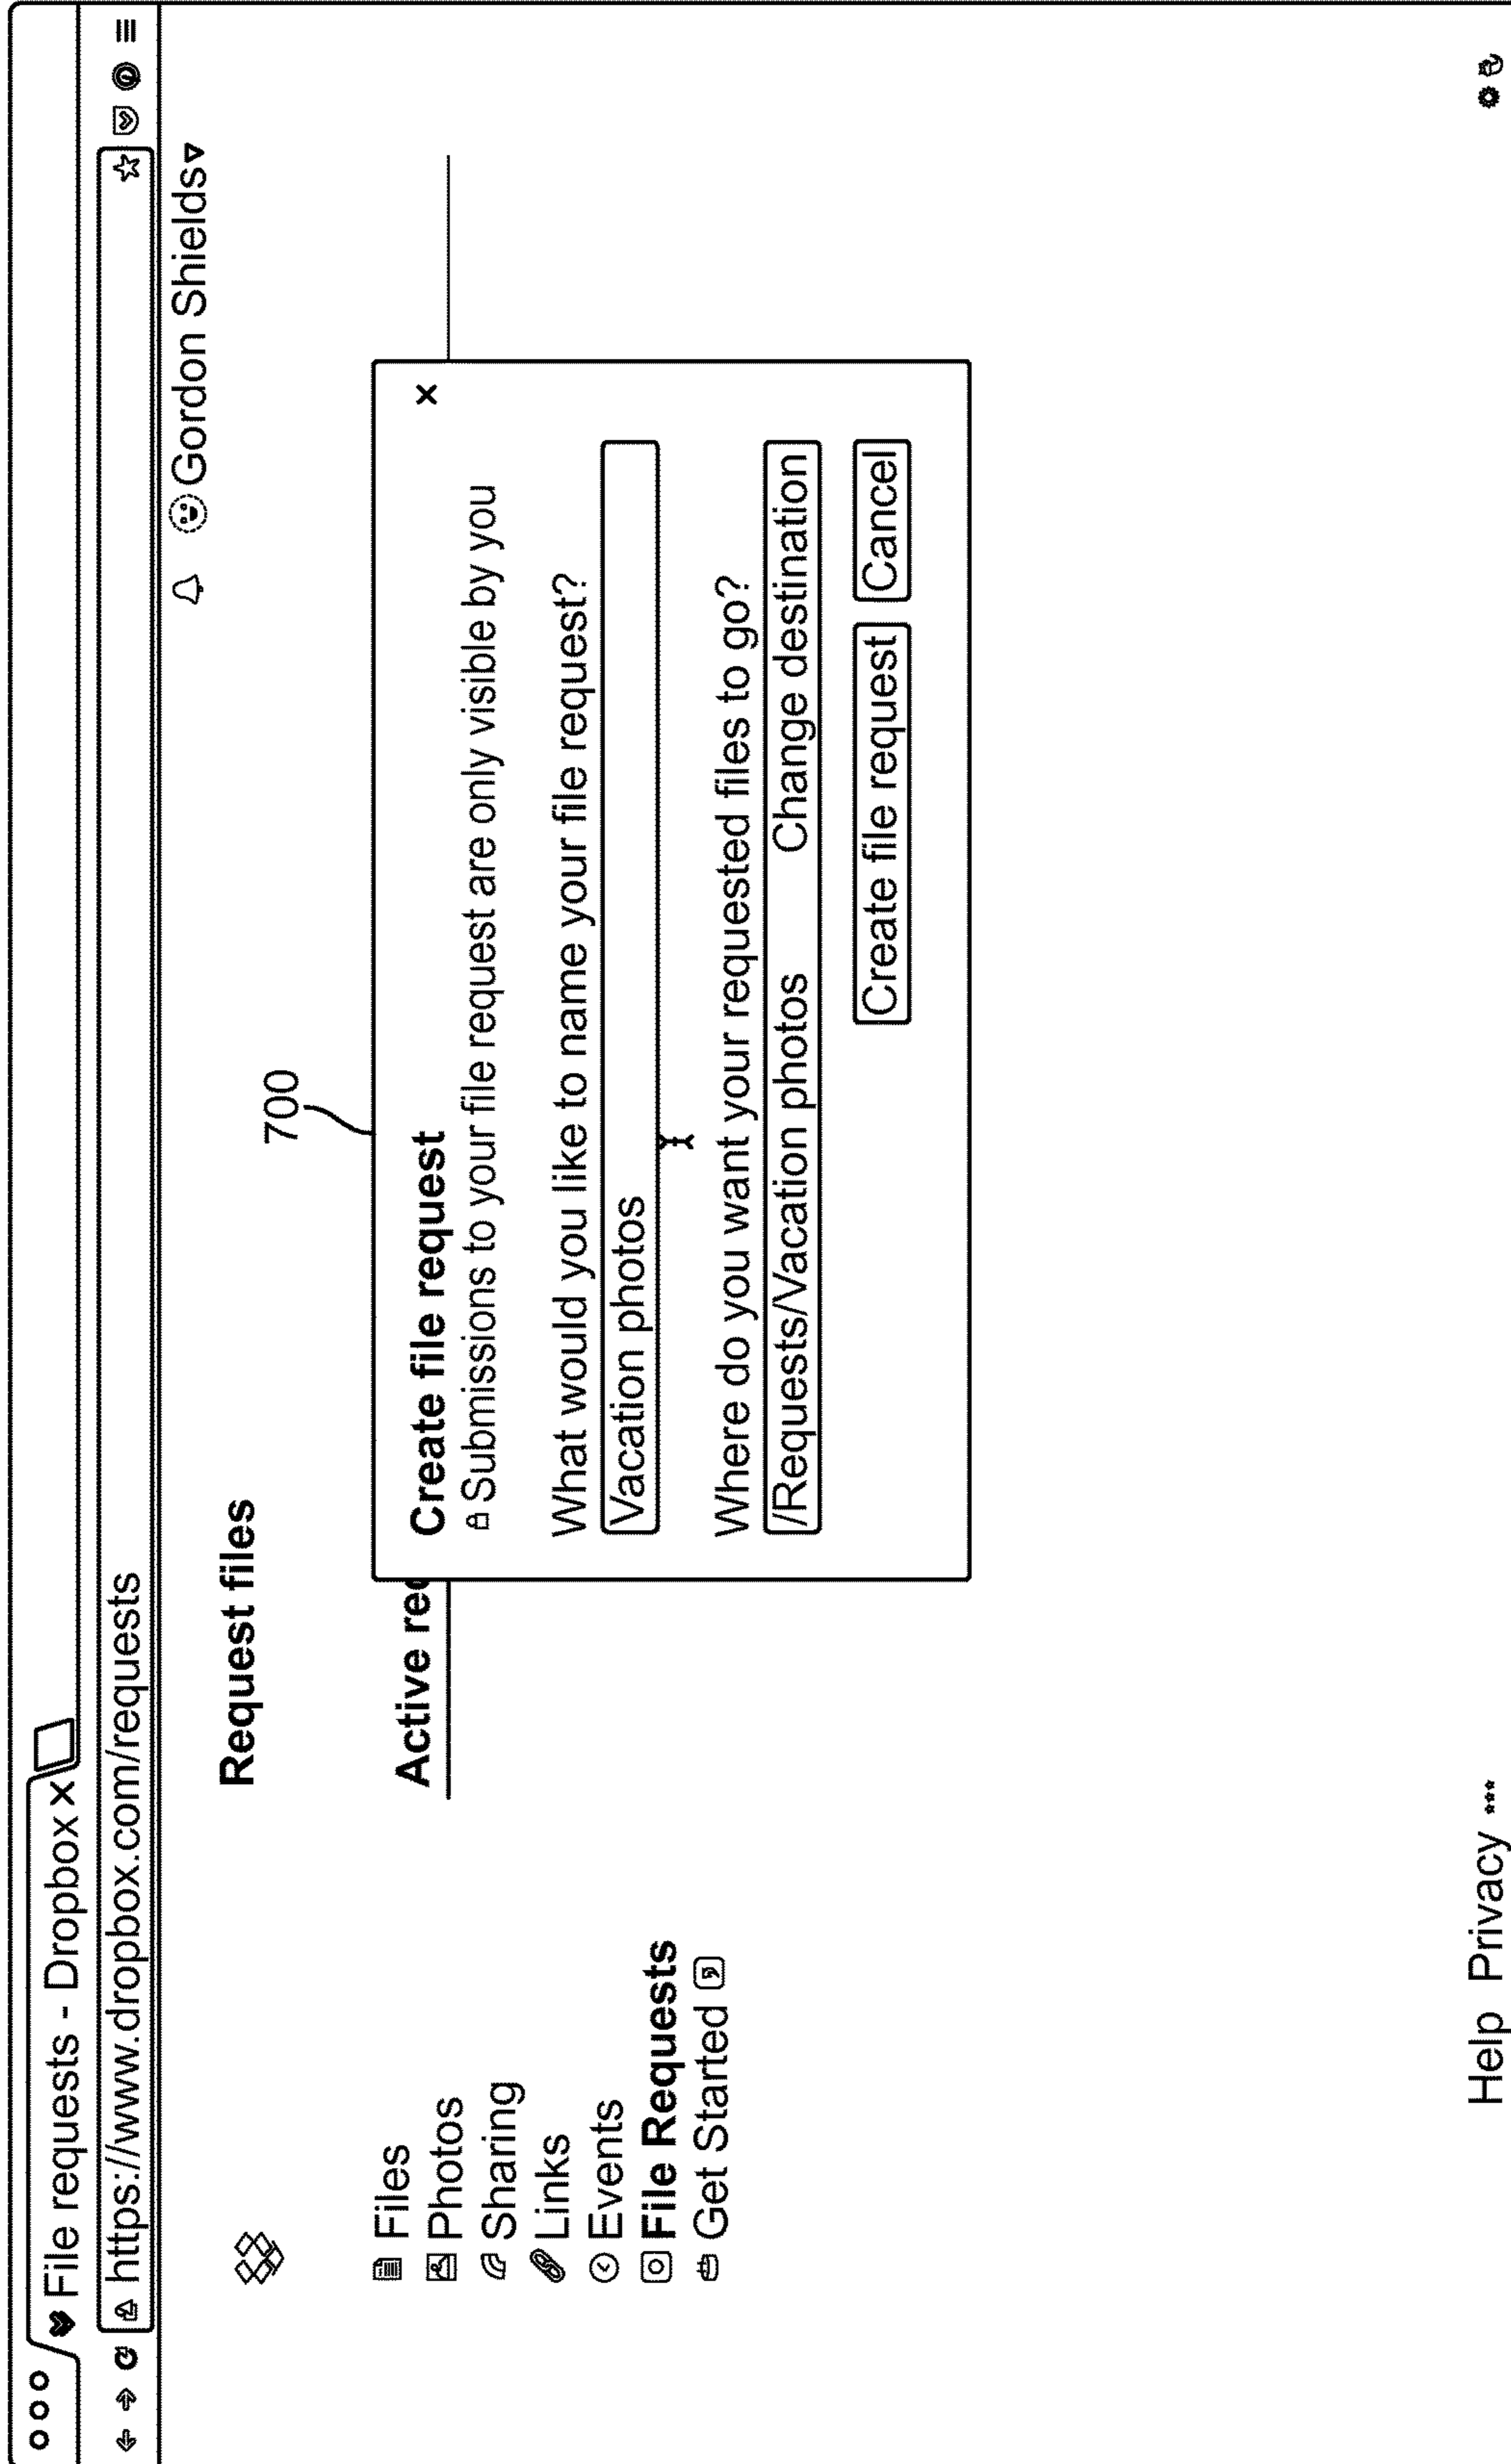 File requests - Dropbox
https://www.dropbox.com/requests
Gordon Shields
Request files
700
Files
Photos
Sharing
Links
Events
File Requests
Get Started
Active req
Create file request
Submissions to your file request are only visible by you
What would you like to name your file request?
Vacation photos
Where do you want your requested files to go?
/Requests/Vacation photos Change destination
Create file request Cancel
Help Privacy